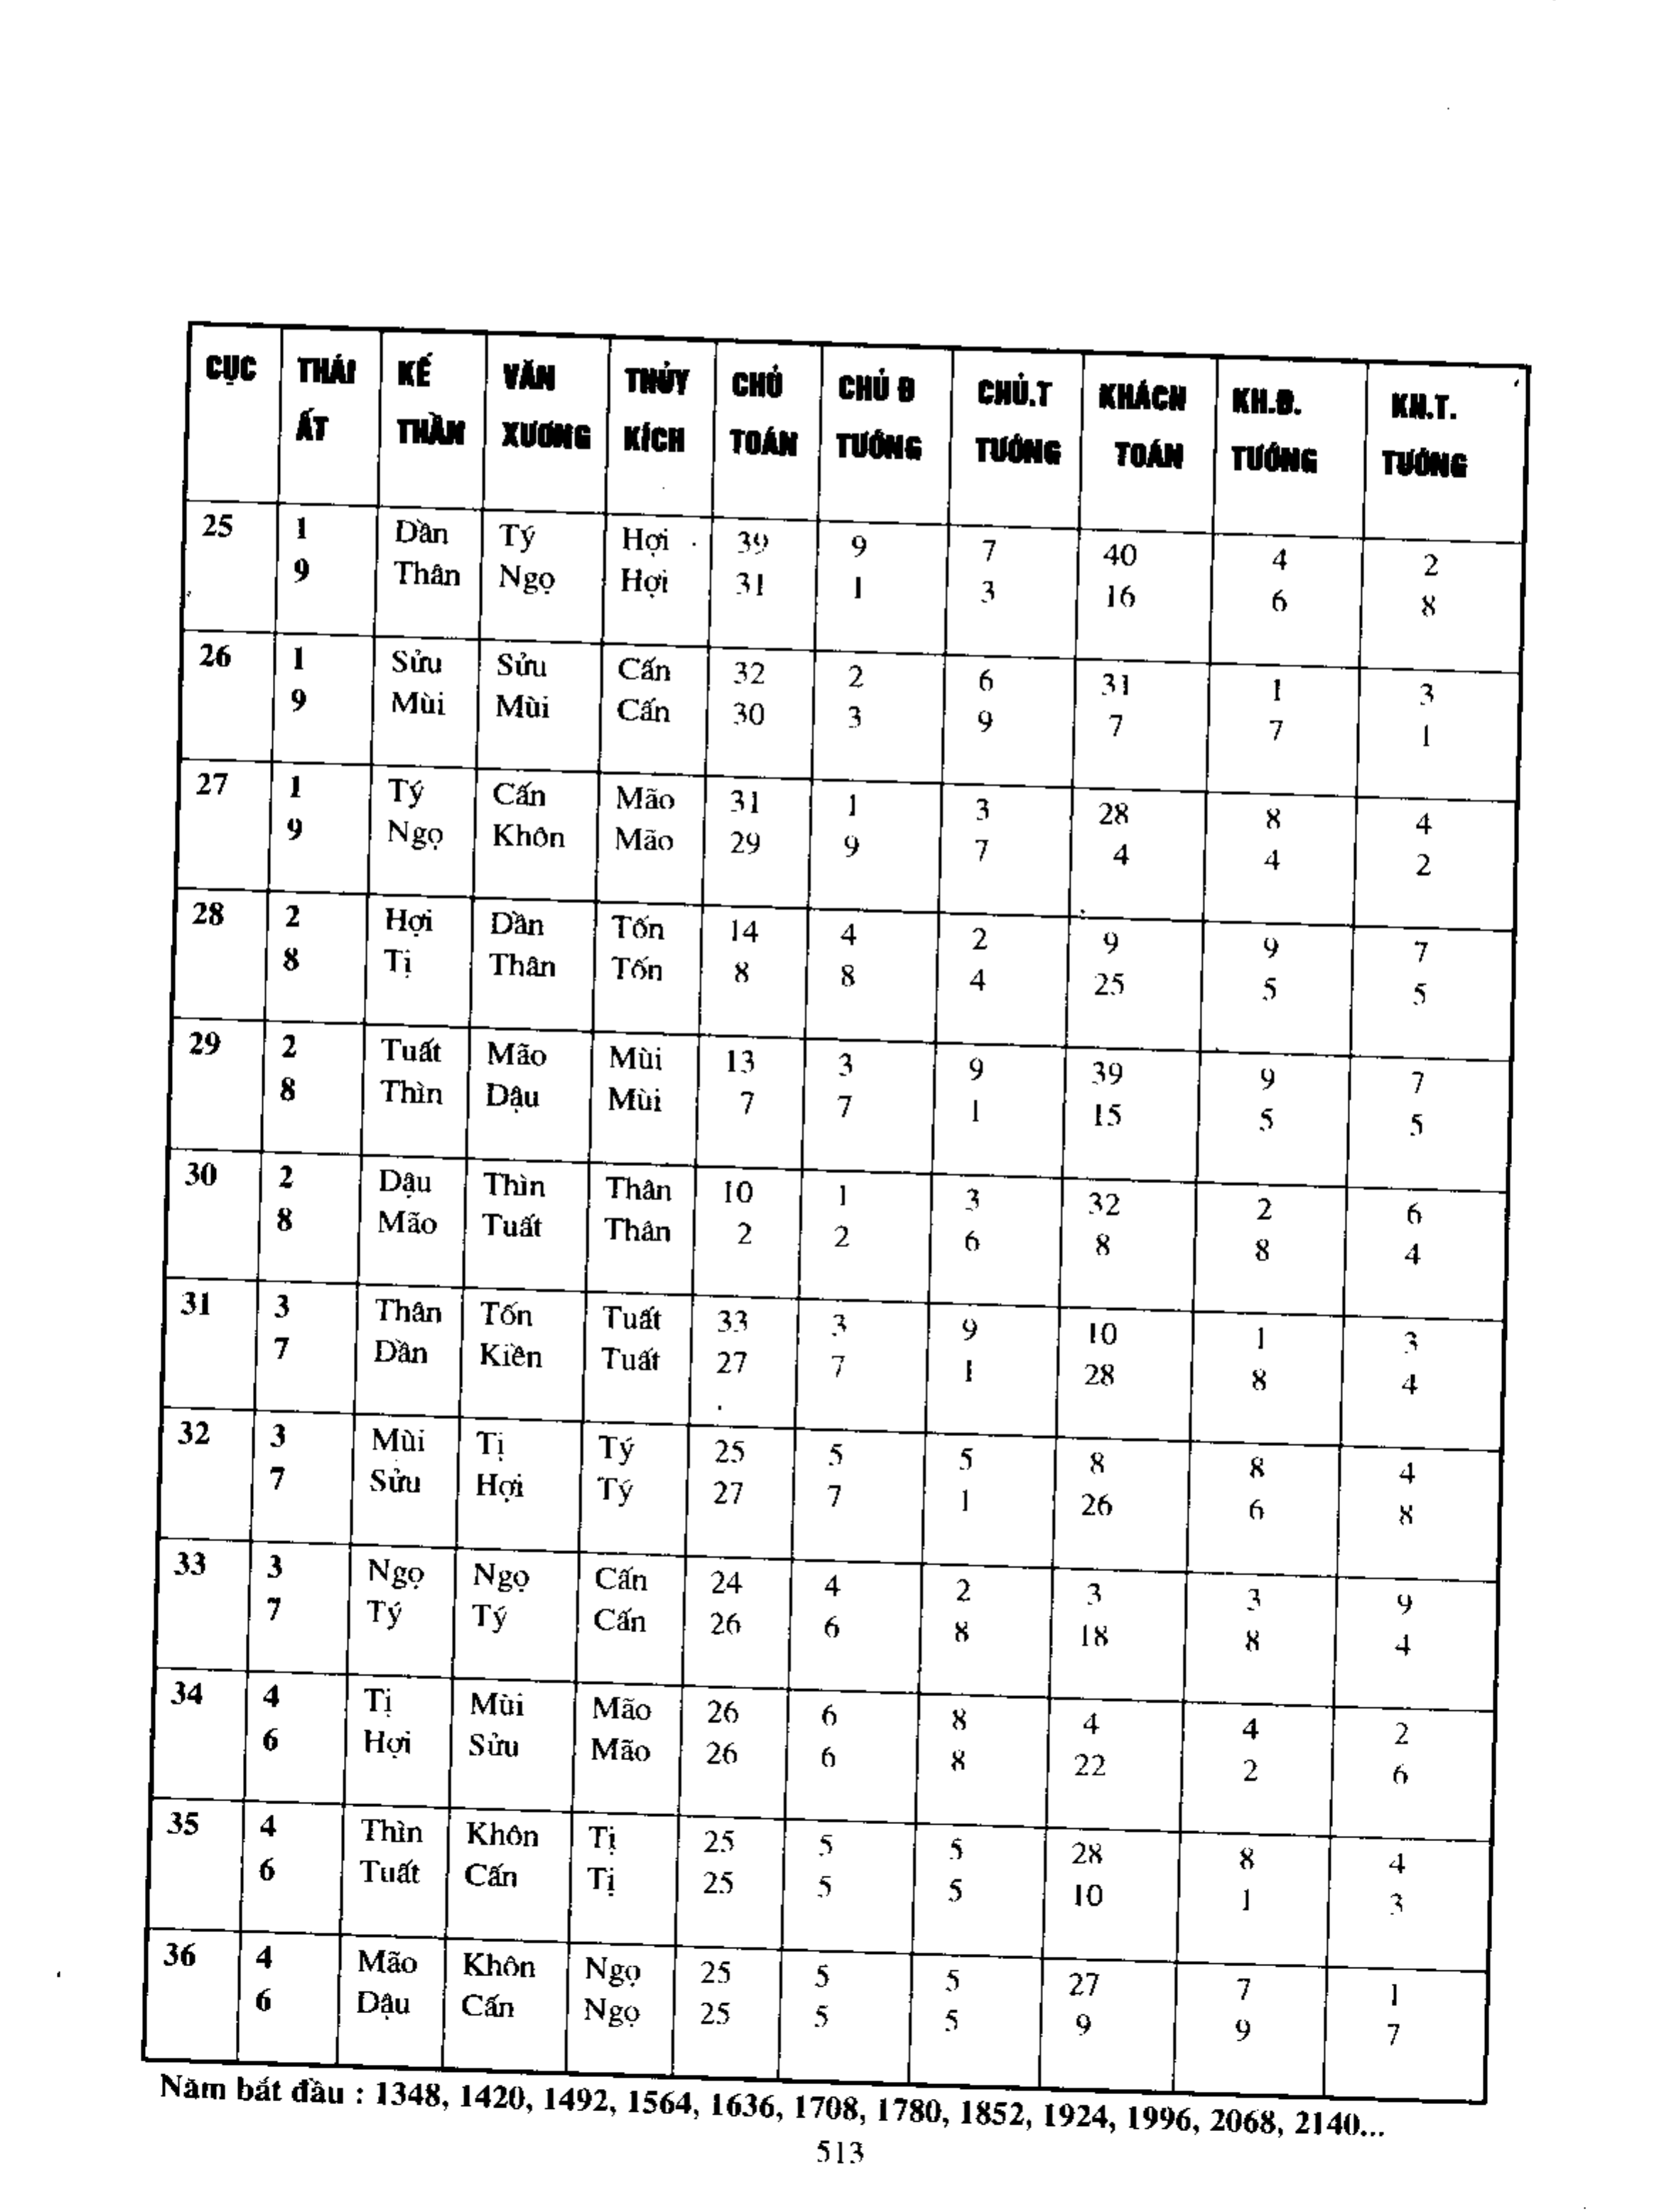 CỤC THÁI KẾ VĂN THỦY CHỦ CHỦ Đ CHỦ.T KHÁCH KH.Đ. KH.T.
ẤT THẦN XƯƠNG KÍCH TOÁN TƯỚNG TƯỚNG TOÁN TƯỚNG TƯỚNG
25 1 Dần Tý Hợi 39 9 7 40 4 2
9 Thân Ngọ Hợi 31 1 3 16 6 8
26 1 Sửu Sửu Cấn 32 2 6 31 1 3
9 Mùi Mùi Cấn 30 3 9 7 7 1
27 1 Tý Cấn Mão 31 1 3 28 8 4
9 Ngọ Khôn Mão 29 9 7 4 4 2
28 2 Hợi Dần Tốn 14 4 2 9 9 7
8 Tị Thân Tốn 8 8 4 25 5 5
29 2 Tuất Mão Mùi 13 3 9 39 9 7
8 Thìn Dậu Mùi 7 7 1 15 5 5
30 2 Dậu Thìn Thân 10 1 3 32 2 6
8 Mão Tuất Thân 2 2 6 8 8 4
31 3 Thân Tốn Tuất 33 3 9 10 1 3
7 Dần Kiền Tuất 27 7 1 28 8 4
32 3 Mùi Tị Tý 25 5 5 8 8 4
7 Sửu Hợi Tý 27 7 1 26 6 8
33 3 Ngọ Ngọ Cấn 24 4 2 3 3 9
7 Tý Tý Cấn 26 6 8 18 8 4
34 4 Tị Mùi Mão 26 6 8 4 4 2
6 Hợi Sửu Mão 26 6 8 22 2 6
35 4 Thìn Khôn Tị 25 5 5 28 8 4
6 Tuất Cấn Tị 25 5 5 10 1 3
36 4 Mão Khôn Ngọ 25 5 5 27 7 1
6 Dậu Cấn Ngọ 25 5 5 9 9 7
Năm bắt đầu : 1348, 1420, 1492, 1564, 1636, 1708, 1780, 1852, 1924, 1996, 2068, 2140...
513